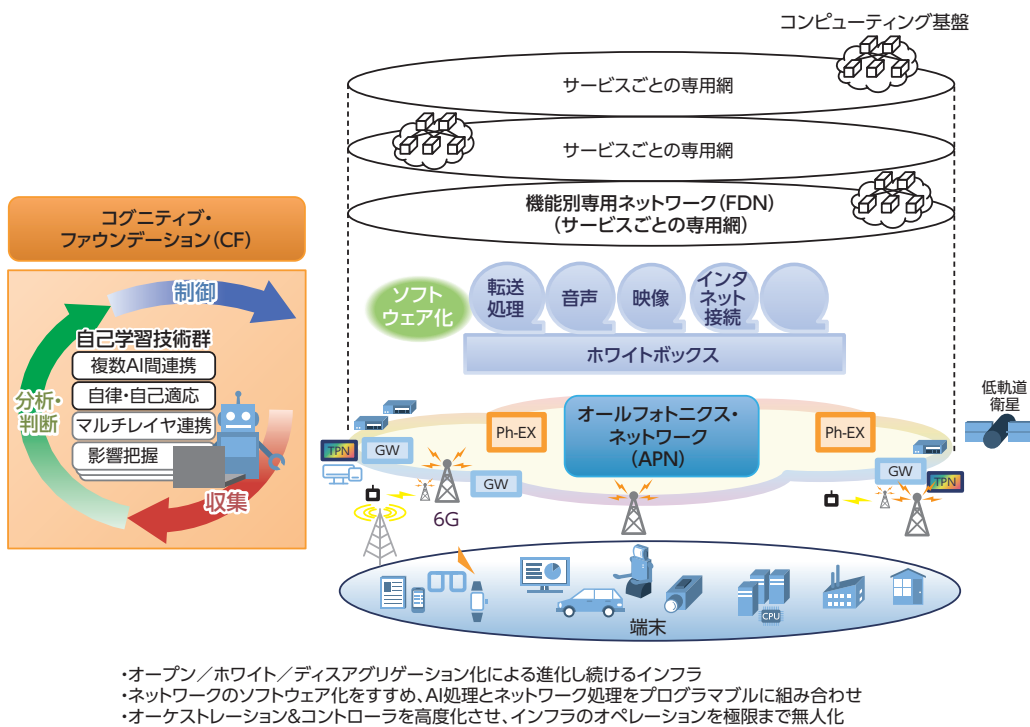 コンピューティング基盤
サービスごとの専用網
サービスごとの専用網
機能別専用ネットワーク(FDN)
(サービスごとの専用網)
コグニティブ・
ファウンデーション(CF)
制御
自己学習技術群
複数AI間連携
自律・自己適応
マルチレイヤ連携
影響把握
分析・
判断
収集
ソフト
ウェア化
転送
処理
音声
映像
インタ
ネット
接続
ホワイトボックス
オールフォトニクス・
ネットワーク
(APN)
Ph-EX
Ph-EX
TPN
GW
GW
6G
GW
TPN
低軌道
衛星
CPU
端末
・オープン/ホワイト/ディスアグリゲーション化による進化し続けるインフラ
・ネットワークのソフトウェア化をすすめ、AI処理とネットワーク処理をプログラマブルに組み合わせ
・オーケストレーション&コントローラを高度化させ、インフラのオペレーションを極限まで無人化